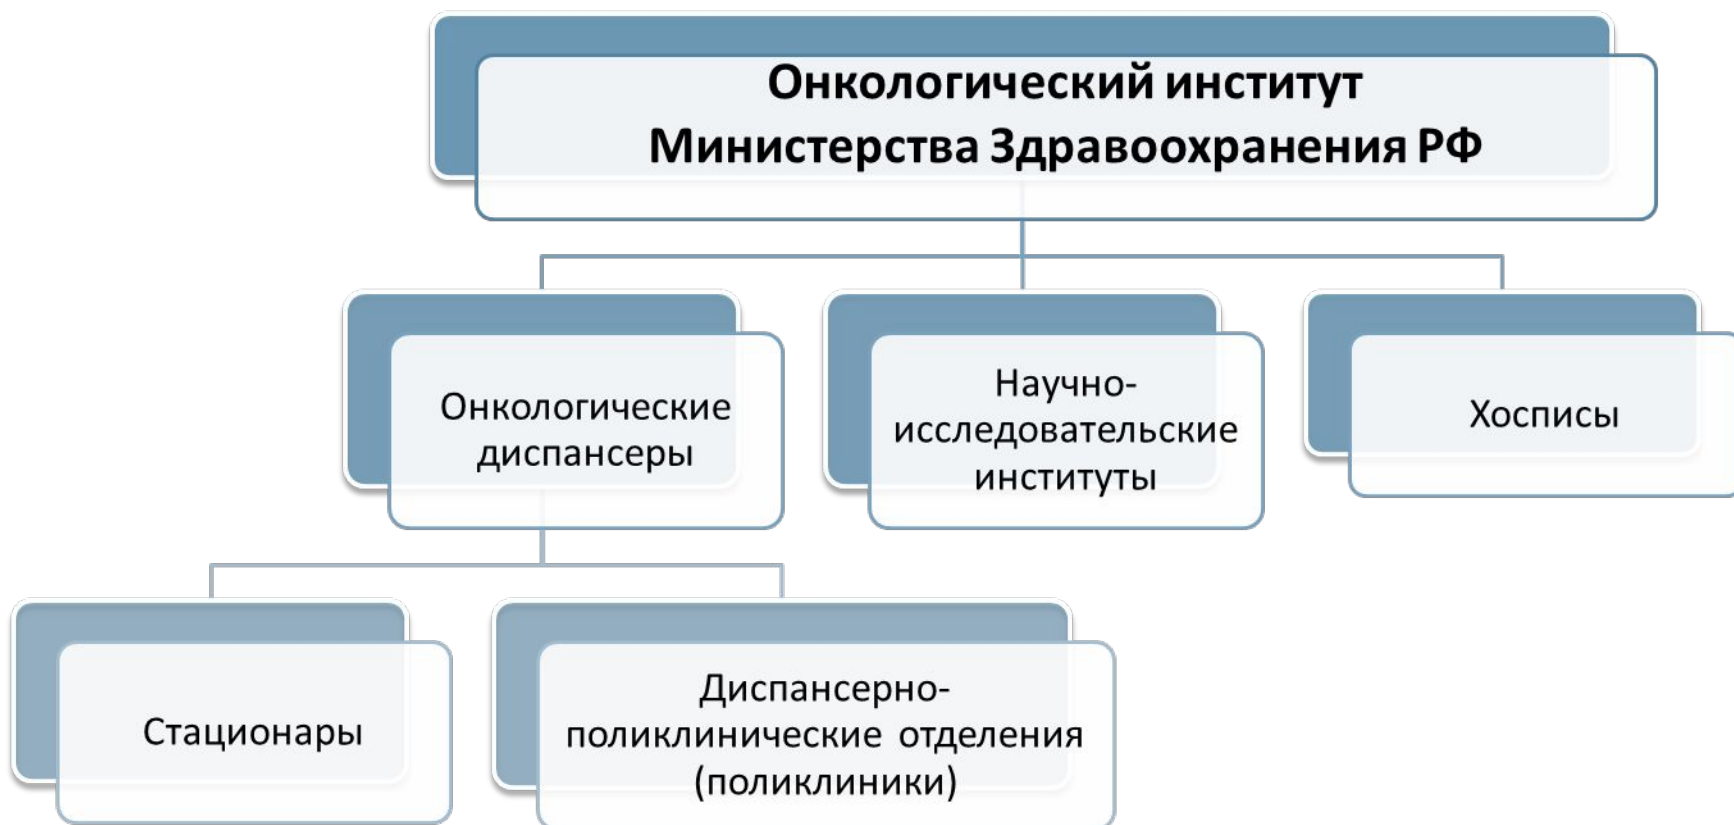 Онкологический институт
Министерства Здравоохранения РФ
Онкологические
диспансеры
Научно-
исследовательские
институты
Хосписы
Стационары
Диспансерно-
поликлинические отделения
(поликлиники)